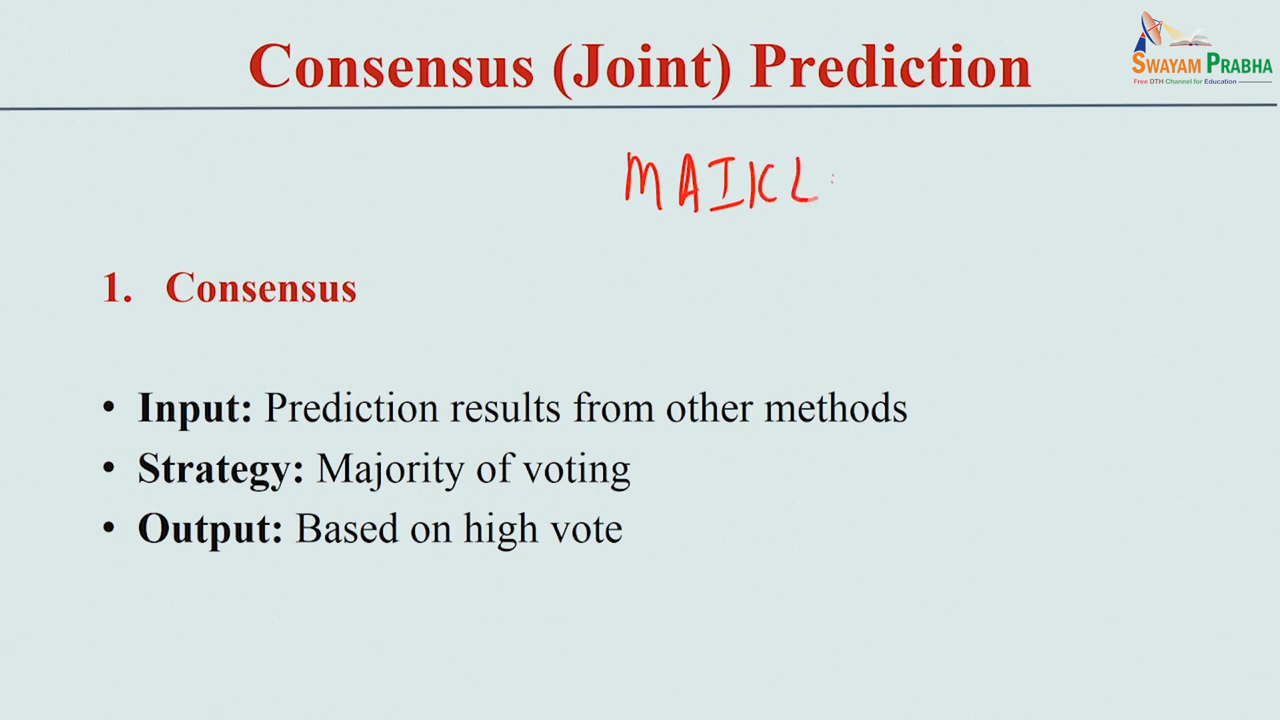 Consensus (Joint) Prediction
SWAYAM PRABHA
Free DTH Channel for Education
MAIKL
1. Consensus
• Input: Prediction results from other methods
• Strategy: Majority of voting
• Output: Based on high vote